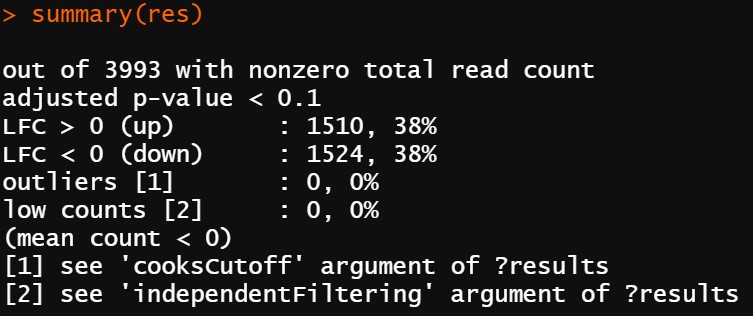 > summary(res)
out of 3993 with nonzero total read count
adjusted p-value < 0.1
LFC > 0 (up)       : 1510, 38%
LFC < 0 (down)     : 1524, 38%
outliers [1]       : 0, 0%
low counts [2]     : 0, 0%
(mean count < 0)
[1] see 'cooksCutoff' argument of ?results
[2] see 'independentFiltering' argument of ?results